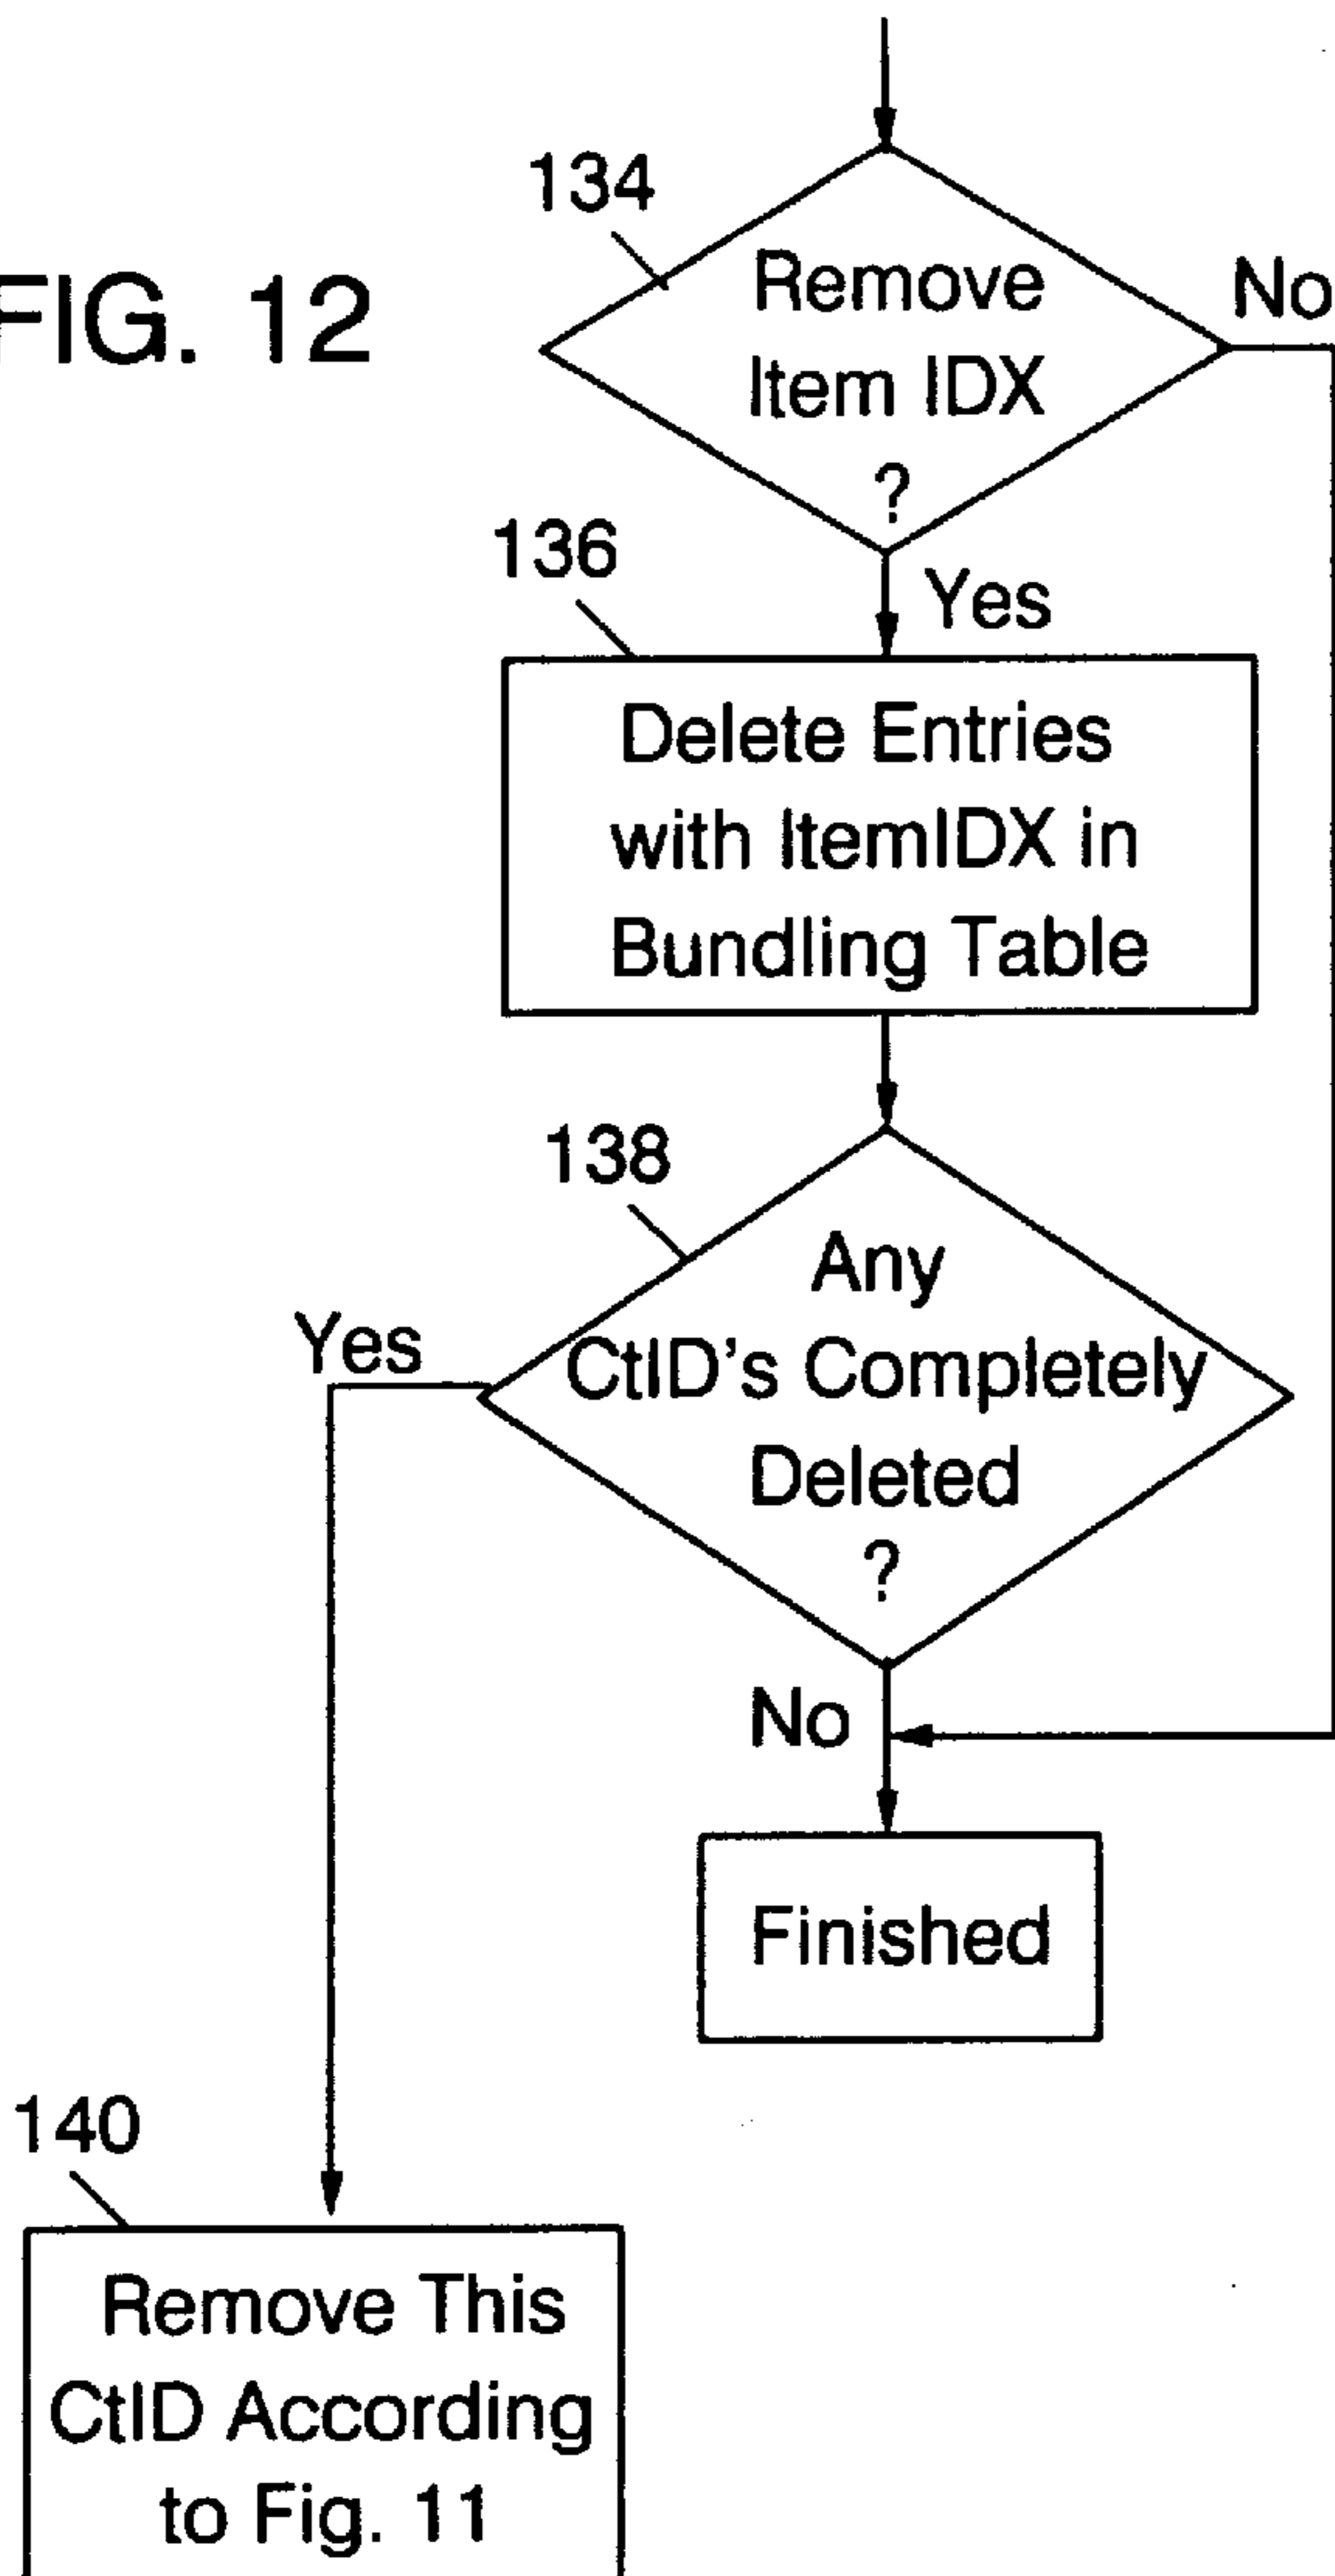 134
FIG. 12
Remove
Item IDX
?
No
136
Yes
Delete Entries
with ItemIDX in
Bundling Table
138
Any
CtID's Completely
Deleted
?
Yes
No
Finished
140
Remove This
CtID According
to Fig. 11